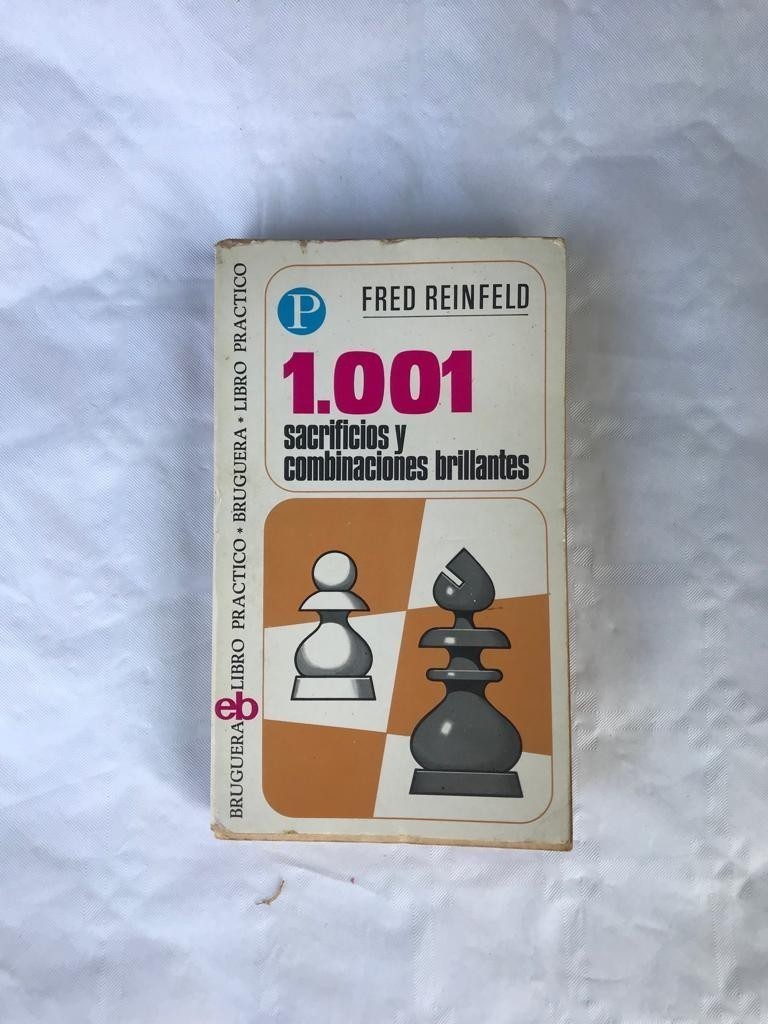 P
FRED REINFELD
1.001
sacrificios y
combinaciones brillantes
BRUGUERA * LIBRO PRACTICO * BRUGUERA * LIBRO PRACTICO
eb